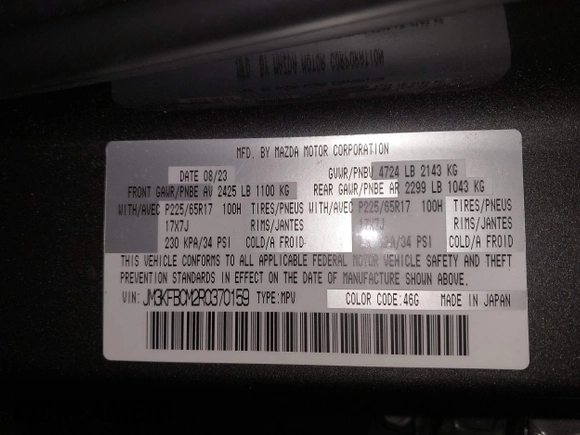 MFD. BY MAZDA MOTOR CORPORATION
DATE 08/23 GVWR/PNBV 4724 LB 2143 KG
FRONT GAWR/PNBE AV 2425 LB 1100 KG REAR GAWR/PNBE AR 2299 LB 1043 KG
WITH/AVEC P225/65R17 100H TIRES/PNEUS WITH/AVEC P225/65R17 100H TIRES/PNEUS
17X7J RIMS/JANTES 17X7J RIMS/JANTES
230 KPA/34 PSI COLD/A FROID KPA/34 PSI COLD/A FROID
THIS VEHICLE CONFORMS TO ALL APPLICABLE FEDERAL MOTOR VEHICLE SAFETY AND THEFT
PREVENTION STANDARDS IN EFFECT ON THE DATE OF MANUFACTURE SHOWN ABOVE.
VIN: JM3KFBCM2R0370159 TYPE:MPV COLOR CODE:46G MADE IN JAPAN